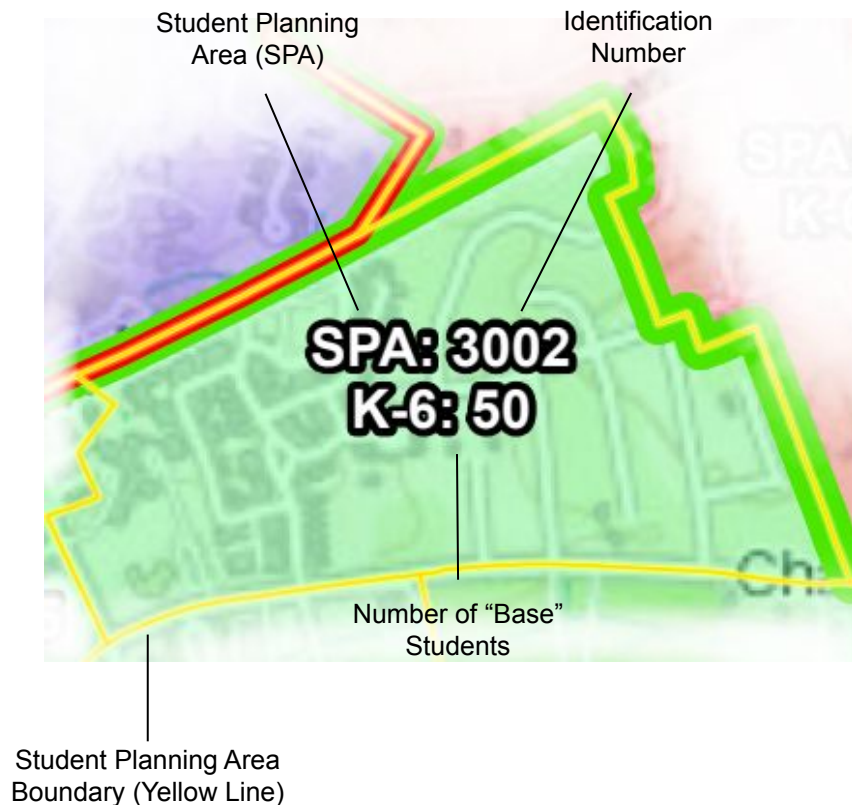 Student Planning
Area (SPA)
Identification
Number
SPA: 3002
K-6: 50
Number of “Base”
Students
Student Planning Area
Boundary (Yellow Line)